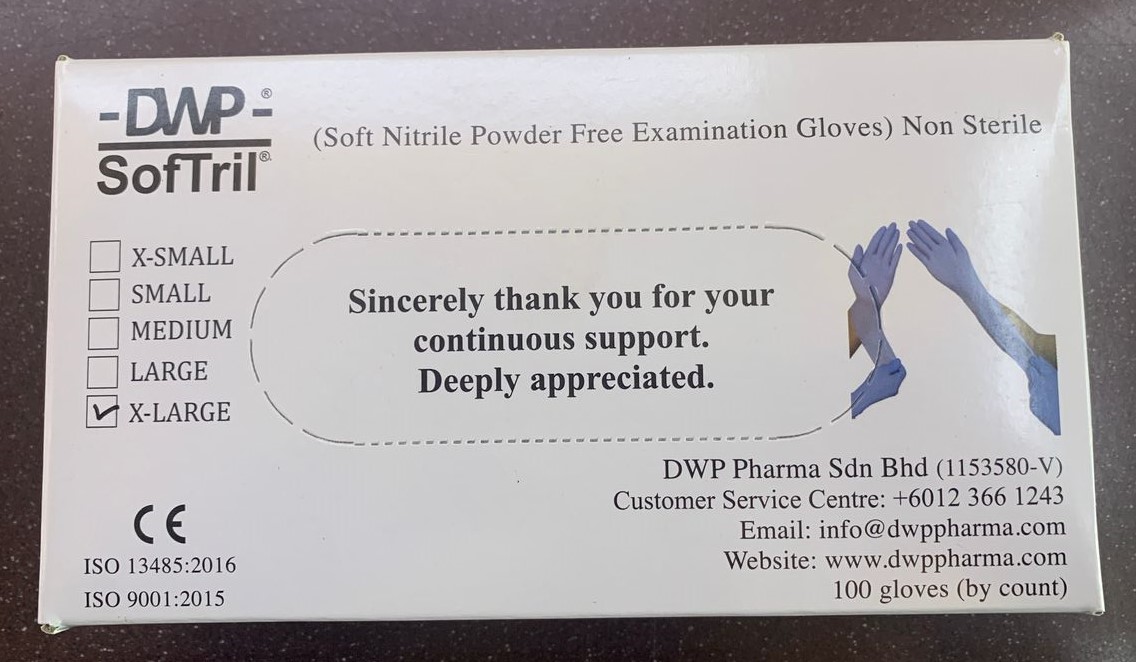 -DWP-®
SofTril®
(Soft Nitrile Powder Free Examination Gloves) Non Sterile
X-SMALL
SMALL
MEDIUM
LARGE
X-LARGE
Sincerely thank you for your
continuous support.
Deeply appreciated.
CE
ISO 13485:2016
ISO 9001:2015
DWP Pharma Sdn Bhd (1153580-V)
Customer Service Centre: +6012 366 1243
Email: info@dwppharma.com
Website: www.dwppharma.com
100 gloves (by count)